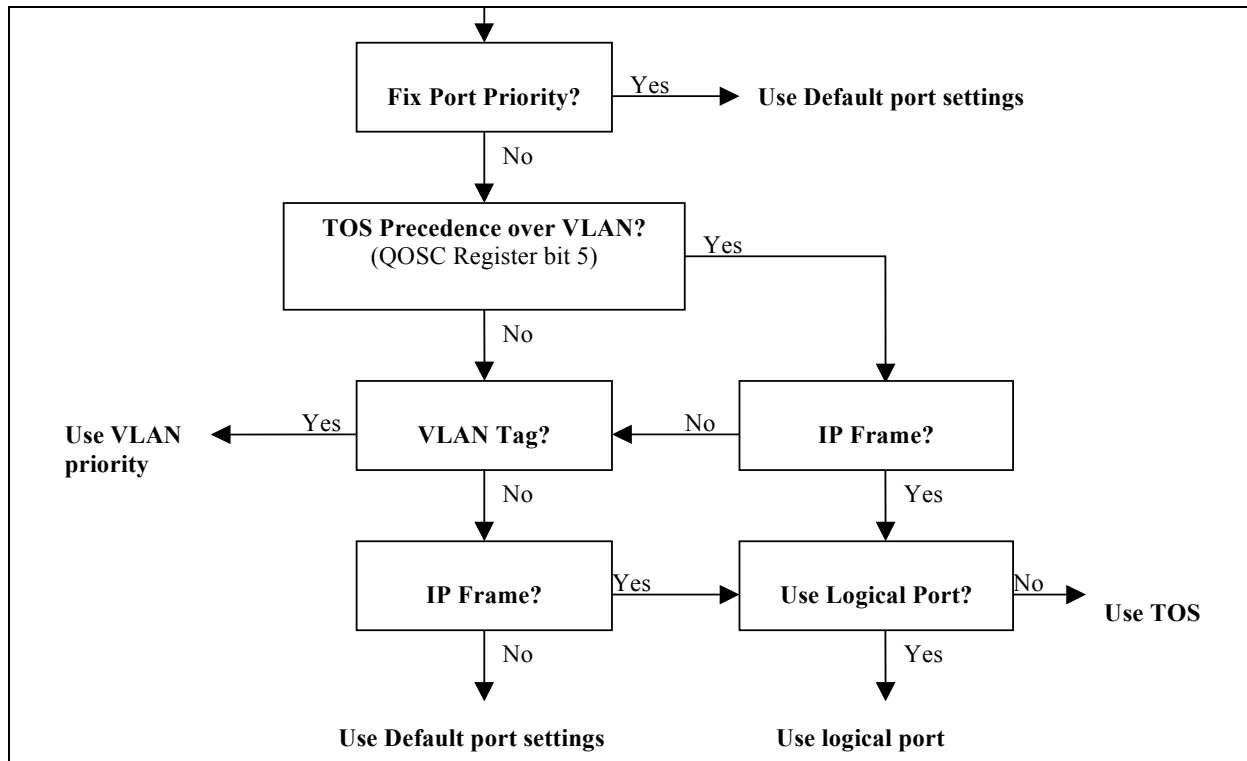 Fix Port Priority?
Yes
Use Default port settings
No
TOS Precedence over VLAN?
(QOSC Register bit 5)
Yes
No
Use VLAN
priority
Yes
VLAN Tag?
No
IP Frame?
No
Yes
IP Frame?
Yes
Use Logical Port?
No
Use TOS
No
Yes
Use Default port settings
Use logical port